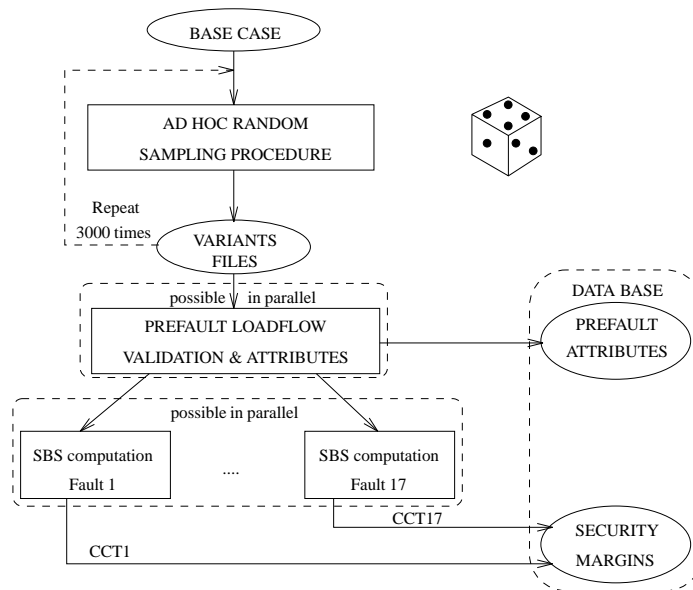 BASE CASE
AD HOC RANDOM
SAMPLING PROCEDURE
Repeat
3000 times
VARIANTS
FILES
possible in parallel
PREFAULT LOADFLOW
VALIDATION & ATTRIBUTES
DATA BASE
PREFAULT
ATTRIBUTES
possible in parallel
SBS computation
Fault 1
....
SBS computation
Fault 17
CCT17
CCT1
SECURITY
MARGINS